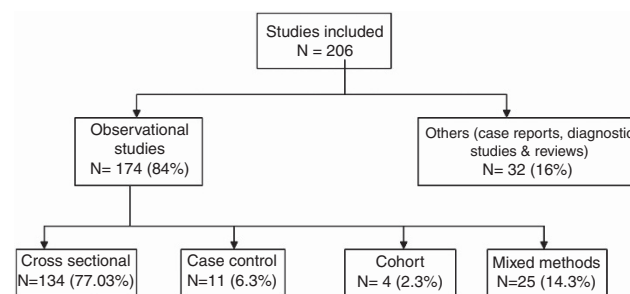 Studies included
N = 206
Observational
studies
N= 174 (84%)
Others (case reports, diagnostic
studies & reviews)
N= 32 (16%)
Cross sectional
N=134 (77.03%)
Case control
N=11 (6.3%)
Cohort
N= 4 (2.3%)
Mixed methods
N=25 (14.3%)